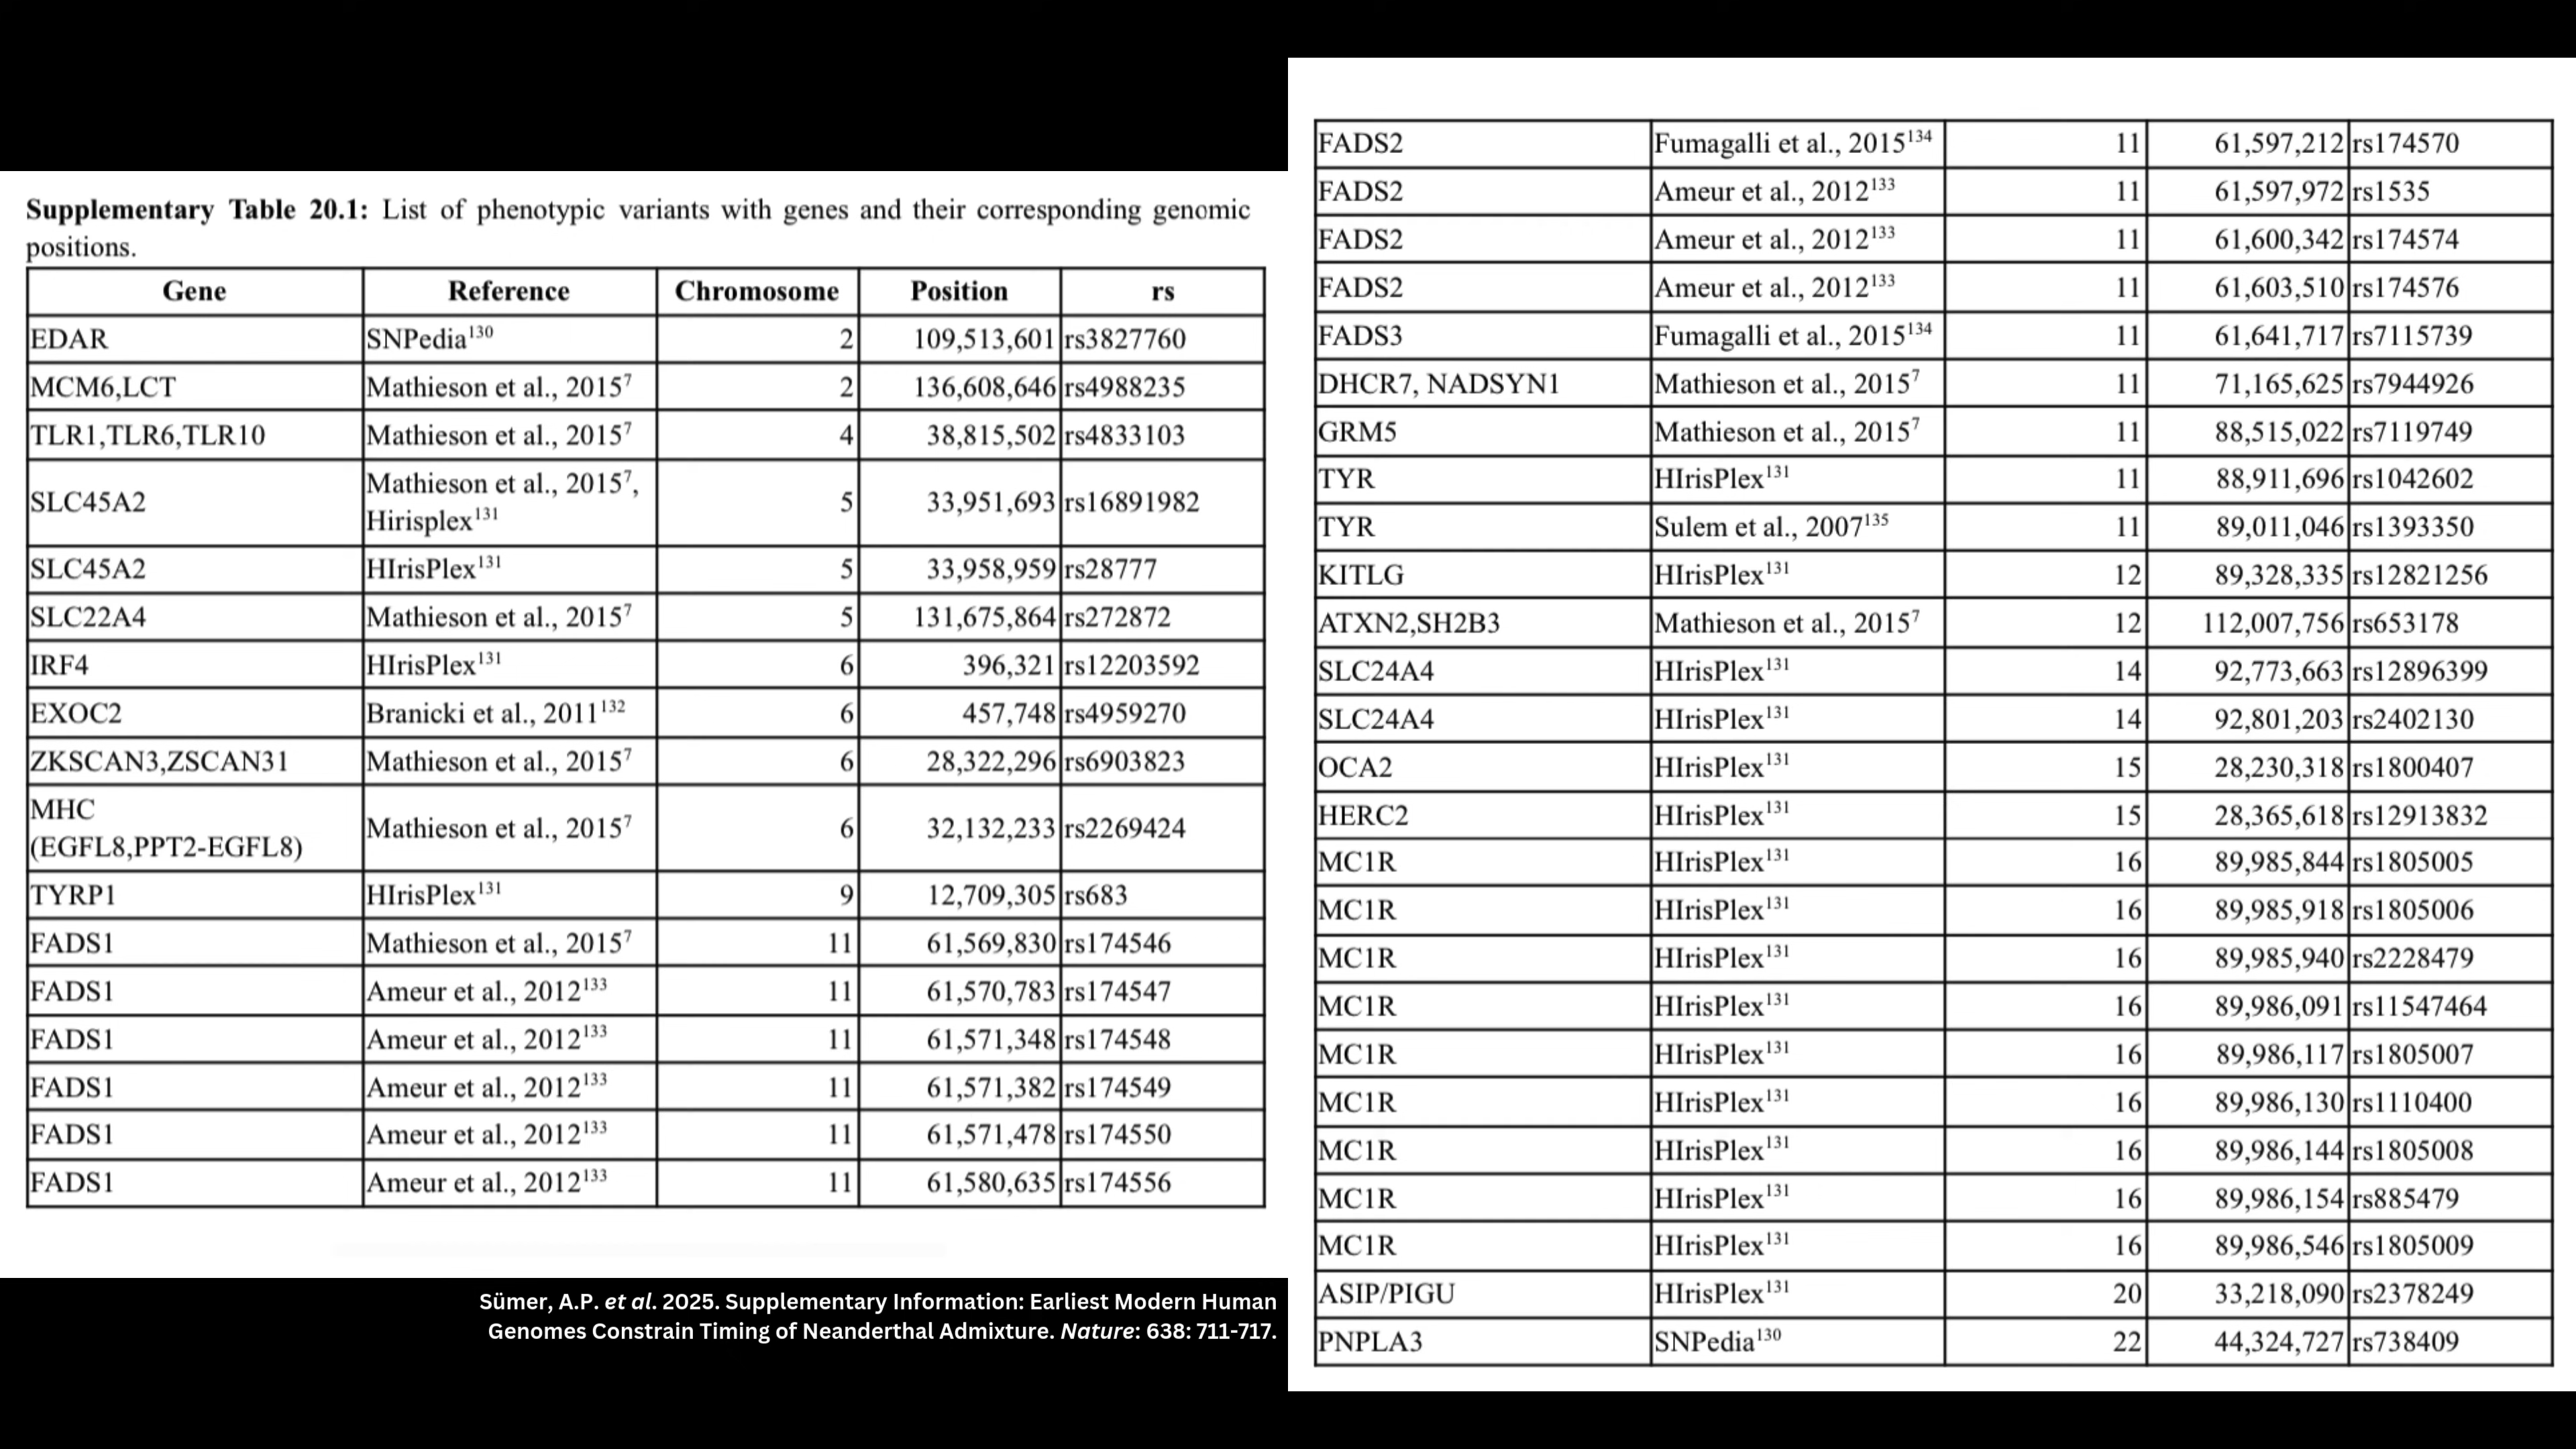 Supplementary Table 20.1: List of phenotypic variants with genes and their corresponding genomic
positions.
Gene Reference Chromosome Position rs
EDAR SNPedia130 2 109,513,601 rs3827760
MCM6,LCT Mathieson et al., 20157 2 136,608,646 rs4988235
TLR1,TLR6,TLR10 Mathieson et al., 20157 4 38,815,502 rs4833103
SLC45A2 Mathieson et al., 20157,
Hirisplex131 5 33,951,693 rs16891982
SLC45A2 HIrisPlex131 5 33,958,959 rs28777
SLC22A4 Mathieson et al., 20157 5 131,675,864 rs272872
IRF4 HIrisPlex131 6 396,321 rs12203592
EXOC2 Branicki et al., 2011132 6 457,748 rs4959270
ZKSCAN3,ZSCAN31 Mathieson et al., 20157 6 28,322,296 rs6903823
MHC
(EGFL8,PPT2-EGFL8) Mathieson et al., 20157 6 32,132,233 rs2269424
TYRP1 HIrisPlex131 9 12,709,305 rs683
FADS1 Mathieson et al., 20157 11 61,569,830 rs174546
FADS1 Ameur et al., 2012133 11 61,570,783 rs174547
FADS1 Ameur et al., 2012133 11 61,571,348 rs174548
FADS1 Ameur et al., 2012133 11 61,571,382 rs174549
FADS1 Ameur et al., 2012133 11 61,571,478 rs174550
FADS1 Ameur et al., 2012133 11 61,580,635 rs174556
Sümer, A.P. et al. 2025. Supplementary Information: Earliest Modern Human
Genomes Constrain Timing of Neanderthal Admixture. Nature: 638: 711-717.
FADS2 Fumagalli et al., 2015134 11 61,597,212 rs174570
FADS2 Ameur et al., 2012133 11 61,597,972 rs1535
FADS2 Ameur et al., 2012133 11 61,600,342 rs174574
FADS2 Ameur et al., 2012133 11 61,603,510 rs174576
FADS3 Fumagalli et al., 2015134 11 61,641,717 rs7115739
DHCR7, NADSYN1 Mathieson et al., 20157 11 71,165,625 rs7944926
GRM5 Mathieson et al., 20157 11 88,515,022 rs7119749
TYR HIrisPlex131 11 88,911,696 rs1042602
TYR Sulem et al., 2007135 11 89,011,046 rs1393350
KITLG HIrisPlex131 12 89,328,335 rs12821256
ATXN2,SH2B3 Mathieson et al., 20157 12 112,007,756 rs653178
SLC24A4 HIrisPlex131 14 92,773,663 rs12896399
SLC24A4 HIrisPlex131 14 92,801,203 rs2402130
OCA2 HIrisPlex131 15 28,230,318 rs1800407
HERC2 HIrisPlex131 15 28,365,618 rs12913832
MC1R HIrisPlex131 16 89,985,844 rs1805005
MC1R HIrisPlex131 16 89,985,918 rs1805006
MC1R HIrisPlex131 16 89,985,940 rs2228479
MC1R HIrisPlex131 16 89,986,091 rs11547464
MC1R HIrisPlex131 16 89,986,117 rs1805007
MC1R HIrisPlex131 16 89,986,130 rs1110400
MC1R HIrisPlex131 16 89,986,144 rs1805008
MC1R HIrisPlex131 16 89,986,154 rs885479
MC1R HIrisPlex131 16 89,986,546 rs1805009
ASIP/PIGU HIrisPlex131 20 33,218,090 rs2378249
PNPLA3 SNPedia130 22 44,324,727 rs738409